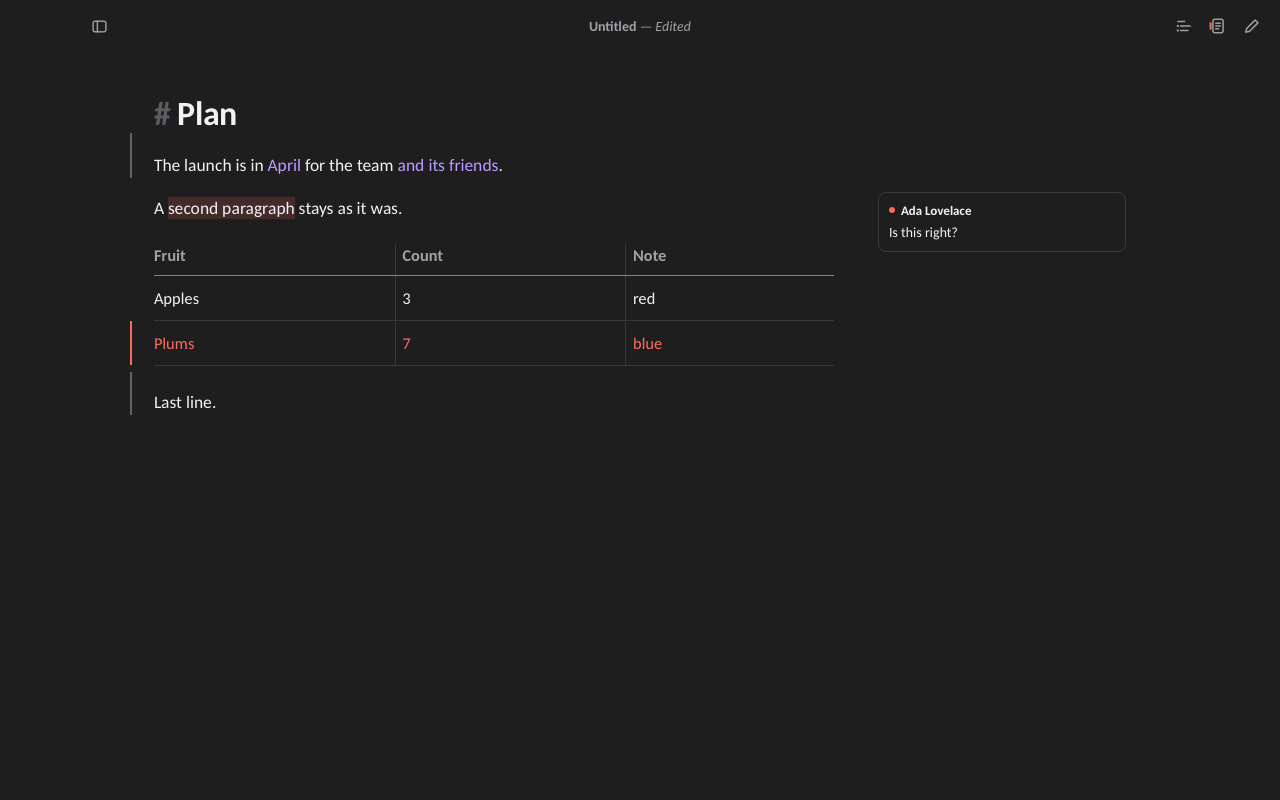 Untitled — Edited
# Plan
The launch is in April for the team and its friends.
A second paragraph stays as it was.
Ada Lovelace
Is this right?
Fruit Count Note
Apples 3 red
Plums 7 blue
Last line.